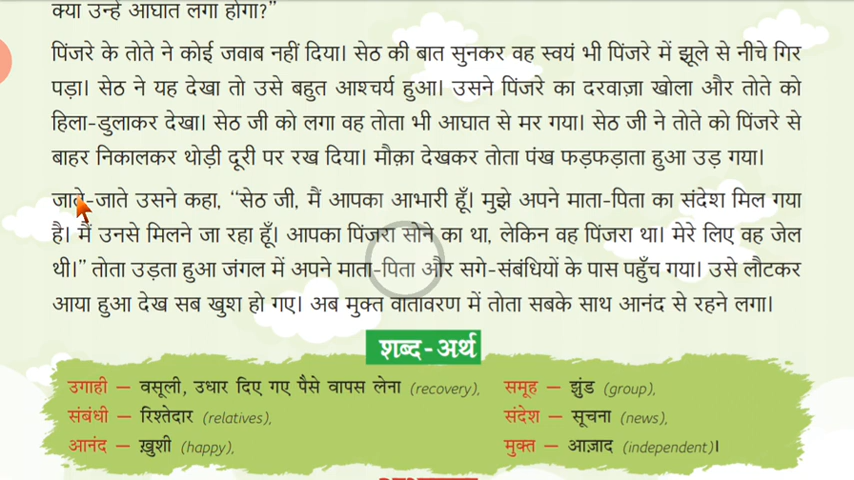 क्या उन्हें आघात लगा होगा?”
पिंजरे के तोते ने कोई जवाब नहीं दिया। सेठ की बात सुनकर वह स्वयं भी पिंजरे में झूले से नीचे गिर
पड़ा। सेठ ने यह देखा तो उसे बहुत आश्चर्य हुआ। उसने पिंजरे का दरवाज़ा खोला और तोते को
हिला-डुलाकर देखा। सेठ जी को लगा वह तोता भी आघात से मर गया। सेठ जी ने तोते को पिंजरे से
बाहर निकालकर थोड़ी दूरी पर रख दिया। मौक़ा देखकर तोता पंख फड़फड़ाता हुआ उड़ गया।
जाते-जाते उसने कहा, “सेठ जी, मैं आपका आभारी हूँ। मुझे अपने माता-पिता का संदेश मिल गया
है। मैं उनसे मिलने जा रहा हूँ। आपका पिंजरा सोने का था, लेकिन वह पिंजरा था। मेरे लिए वह जेल
थी।” तोता उड़ता हुआ जंगल में अपने माता-पिता और सगे-संबंधियों के पास पहुँच गया। उसे लौटकर
आया हुआ देख सब खुश हो गए। अब मुक्त वातावरण में तोता सबके साथ आनंद से रहने लगा।
शब्द-अर्थ
उगाही – वसूली, उधार दिए गए पैसे वापस लेना (recovery), समूह – झुंड (group),
संबंधी – रिश्तेदार (relatives), संदेश – सूचना (news),
आनंद – ख़ुशी (happy), मुक्त – आज़ाद (independent)।